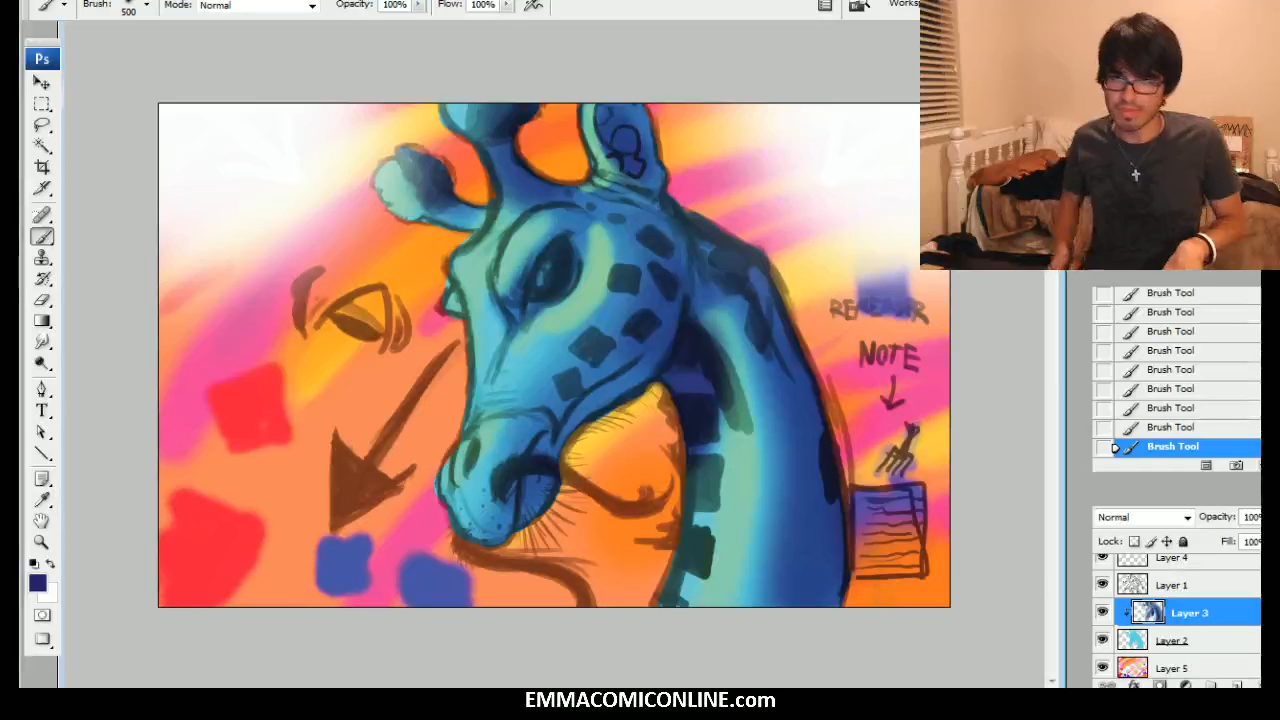 Brush: 500 Mode: Normal Opacity: 100% Flow: 100%
Ps
NOTE
T
Brush Tool
Brush Tool
Brush Tool
Brush Tool
Brush Tool
Brush Tool
Brush Tool
Brush Tool
Brush Tool
Normal Opacity:
Lock: Fill:
Layer 4
Layer 1
Layer 3
Layer 2
Layer 5
EMMACOMICONLINE.com